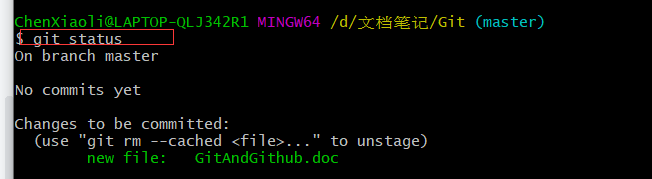 ChenXiaoli@LAPTOP-QLJ342R1 MINGW64 /d/文档笔记/Git (master)
$ git status
On branch master
No commits yet
Changes to be committed:
(use "git rm --cached <file>..." to unstage)
new file: GitAndGithub.doc